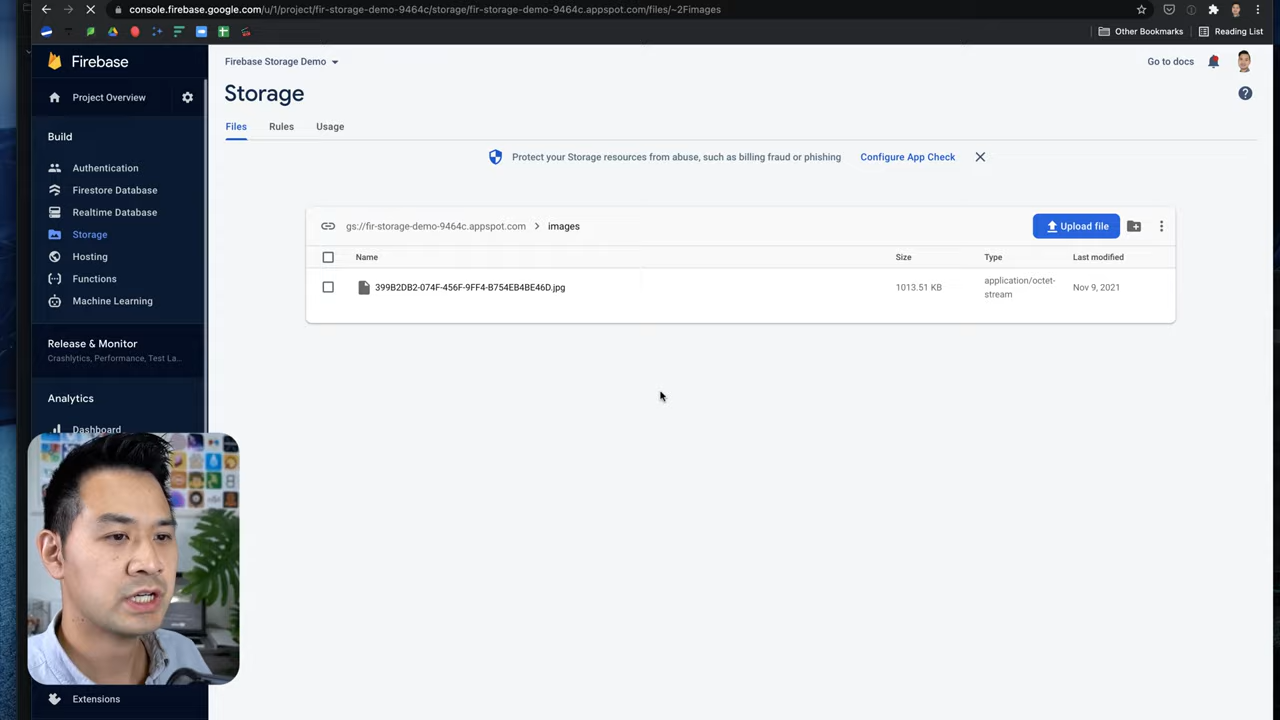 console.firebase.google.com/u/1/project/fir-storage-demo-9464c/storage/fir-storage-demo-9464c.appspot.com/files/~2Fimages
Other Bookmarks
Reading List
Firebase
Firebase Storage Demo
Go to docs
Project Overview
Storage
Files
Rules
Usage
Build
Protect your Storage resources from abuse, such as billing fraud or phishing
Configure App Check
Authentication
Firestore Database
Realtime Database
Storage
Hosting
Functions
Machine Learning
gs://fir-storage-demo-9464c.appspot.com > images
Upload file
Name
Size
Type
Last modified
399B2DB2-074F-456F-9FF4-B754EB4BE46D.jpg
1013.51 KB
application/octet-
stream
Nov 9, 2021
Release & Monitor
Crashlytics, Performance, Test La...
Analytics
Dashboard
Extensions